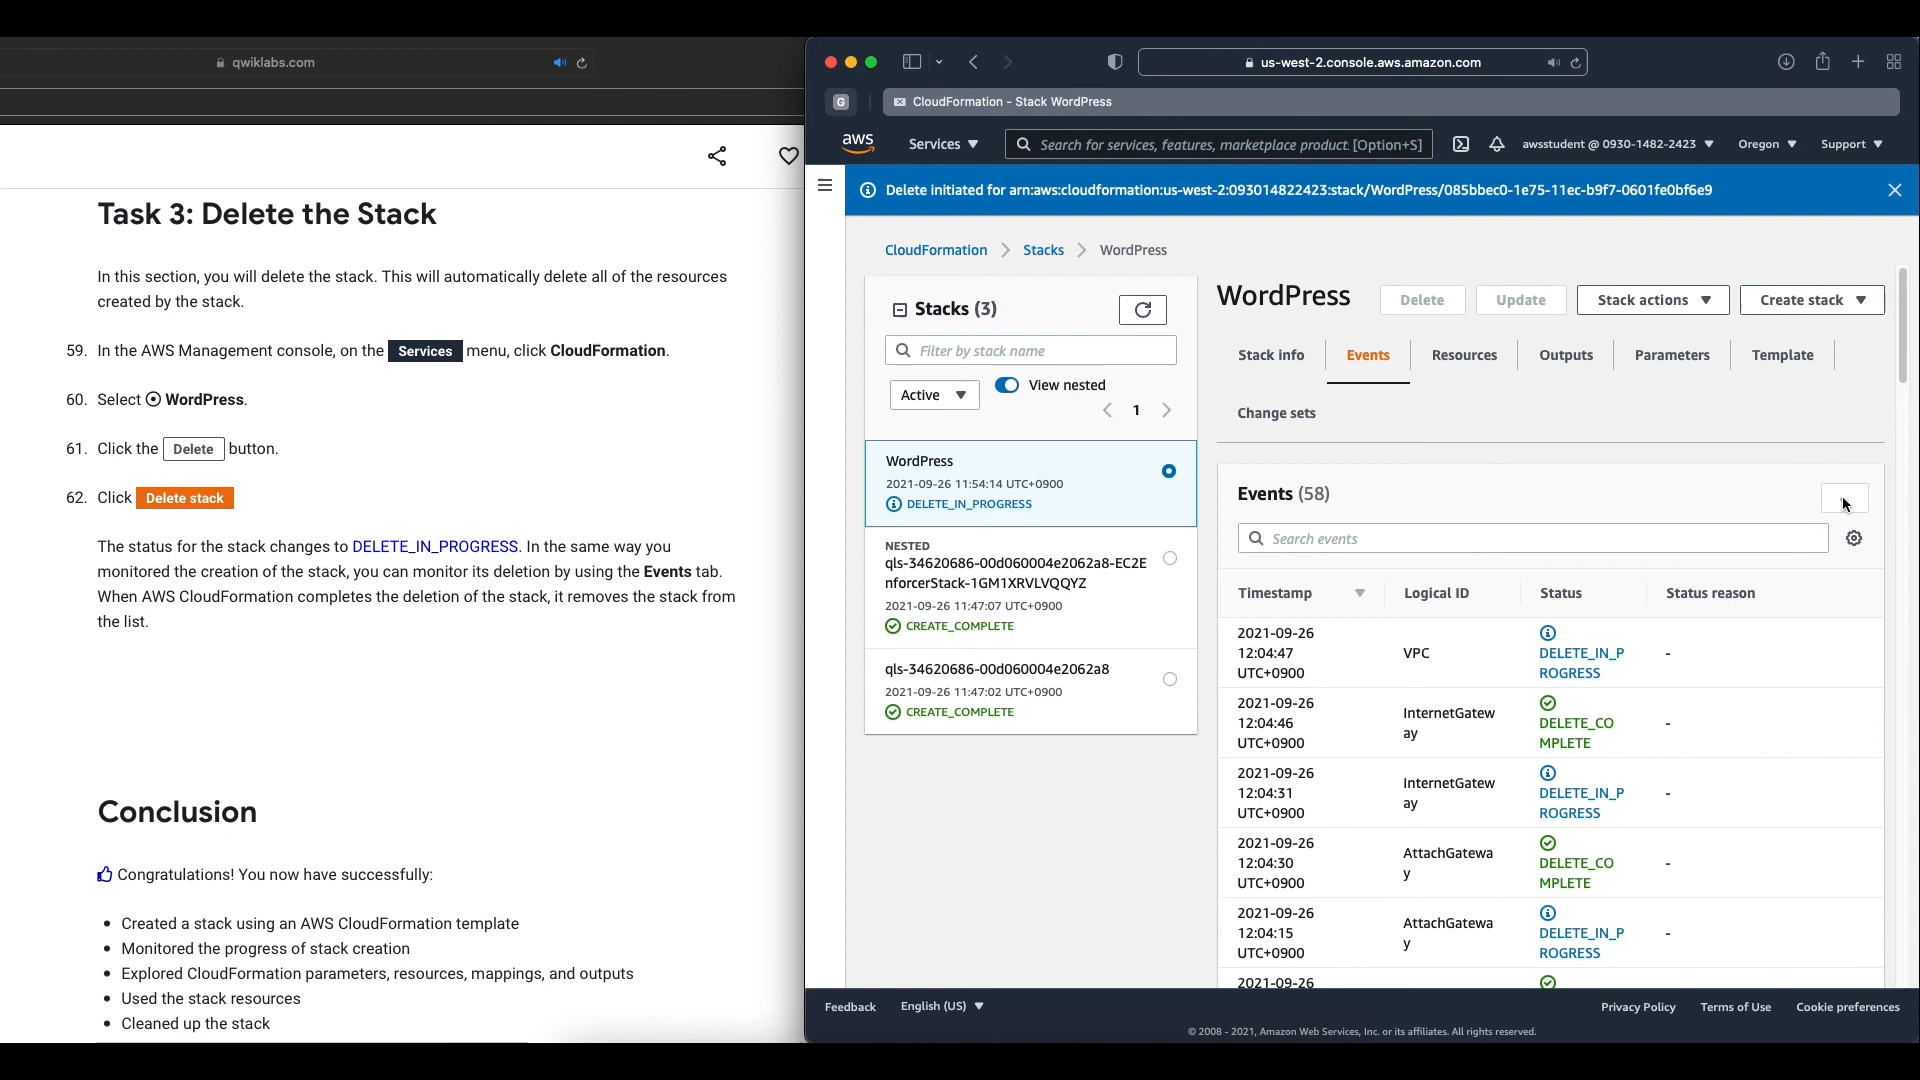 qwiklabs.com
Task 3: Delete the Stack
In this section, you will delete the stack. This will automatically delete all of the resources
created by the stack.
59. In the AWS Management console, on the Services menu, click CloudFormation.
60. Select WordPress.
61. Click the Delete button.
62. Click Delete stack
The status for the stack changes to DELETE_IN_PROGRESS. In the same way you
monitored the creation of the stack, you can monitor its deletion by using the Events tab.
When AWS CloudFormation completes the deletion of the stack, it removes the stack from
the list.
Conclusion
Congratulations! You now have successfully:
• Created a stack using an AWS CloudFormation template
• Monitored the progress of stack creation
• Explored CloudFormation parameters, resources, mappings, and outputs
• Used the stack resources
• Cleaned up the stack
us-west-2.console.aws.amazon.com
G
CloudFormation - Stack WordPress
aws
Services
Search for services, features, marketplace product [Option+S]
awsstudent @ 0930-1482-2423
Oregon
Support
Delete initiated for arn:aws:cloudformation:us-west-2:093014822423:stack/WordPress/085bbec0-1e75-11ec-b9f7-0601fe0bf6e9
CloudFormation > Stacks > WordPress
Stacks (3)
Filter by stack name
Active
View nested
1
WordPress
2021-09-26 11:54:14 UTC+0900
DELETE_IN_PROGRESS
NESTED
qls-34620686-00d060004e2062a8-EC2E
nforcerStack-1GM1XRVLVQQYZ
2021-09-26 11:47:07 UTC+0900
CREATE_COMPLETE
qls-34620686-00d060004e2062a8
2021-09-26 11:47:02 UTC+0900
CREATE_COMPLETE
WordPress
Delete
Update
Stack actions
Create stack
Stack info
Events
Resources
Outputs
Parameters
Template
Change sets
Events (58)
Search events
Timestamp
Logical ID
Status
Status reason
2021-09-26
12:04:47
UTC+0900
VPC
DELETE_IN_P
ROGRESS
-
2021-09-26
12:04:46
UTC+0900
InternetGatew
ay
DELETE_CO
MPLETE
-
2021-09-26
12:04:31
UTC+0900
InternetGatew
ay
DELETE_IN_P
ROGRESS
-
2021-09-26
12:04:30
UTC+0900
AttachGatewa
y
DELETE_CO
MPLETE
-
2021-09-26
12:04:15
UTC+0900
AttachGatewa
y
DELETE_IN_P
ROGRESS
-
2021-09-26
Feedback
English (US)
Privacy Policy
Terms of Use
Cookie preferences
© 2008 - 2021, Amazon Web Services, Inc. or its affiliates. All rights reserved.